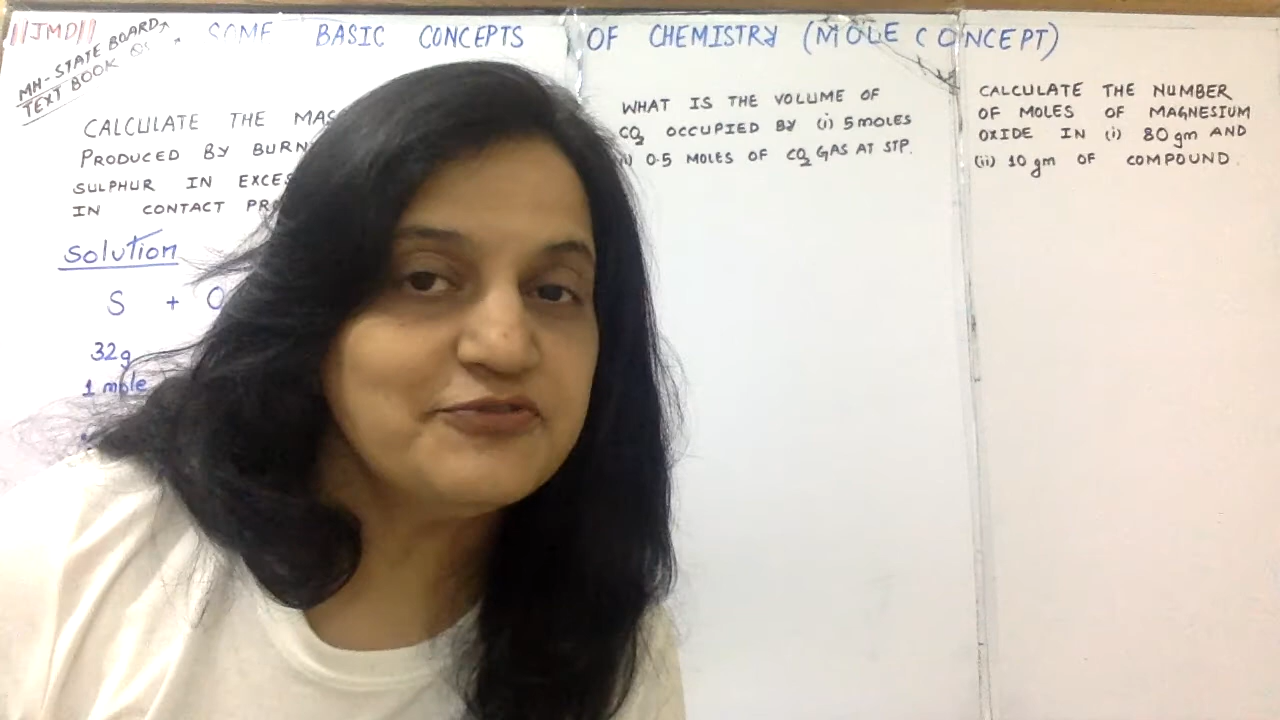 ||JMD||
SOME BASIC CONCEPTS OF CHEMISTRY (MOLE CONCEPT)
MH-STATE BOARD
TEXT BOOK QS
CALCULATE THE MAS
PRODUCED BY BURN
SULPHUR IN EXCES
IN CONTACT PR
Solution
S + O
32g
1 mole
WHAT IS THE VOLUME OF
CO₂ OCCUPIED BY (i) 5 MOLES
) 0.5 MOLES OF CO₂ GAS AT STP.
CALCULATE THE NUMBER
OF MOLES OF MAGNESIUM
OXIDE IN (i) 80 gm AND
(ii) 10 gm OF COMPOUND.